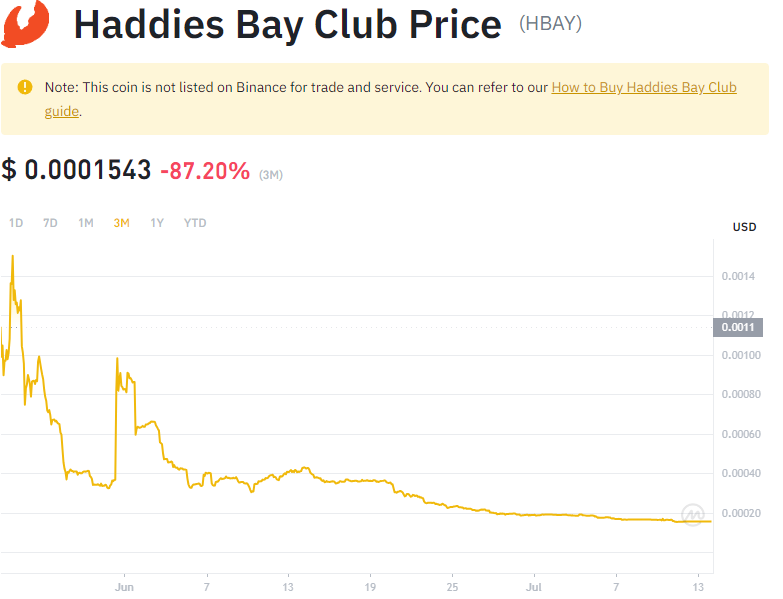 Haddies Bay Club Price (HBAY)
Note: This coin is not listed on Binance for trade and service. You can refer to our How to Buy Haddies Bay Club
guide.
$ 0.0001543 -87.20% (3M)
1D 7D 1M 3M 1Y YTD
USD
0.0014
0.0012
0.0011
0.00100
0.00080
0.00060
0.00040
0.00020
Jun 7 13 19 25 Jul 7 13